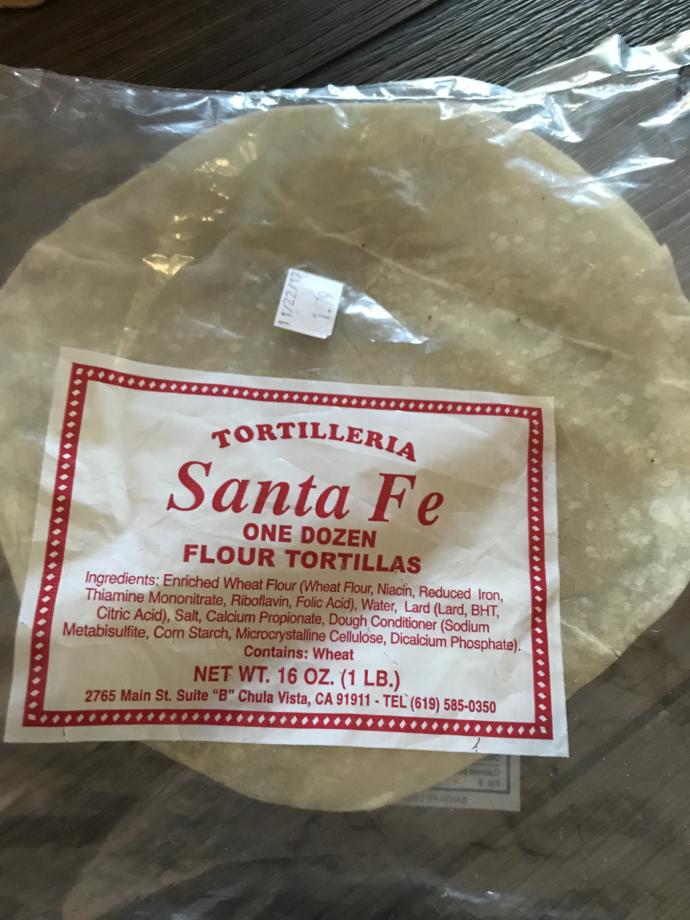 11/22/17
1.79
TORTILLERIA
Santa Fe
ONE DOZEN
FLOUR TORTILLAS
Ingredients: Enriched Wheat Flour (Wheat Flour, Niacin, Reduced Iron,
Thiamine Mononitrate, Riboflavin, Folic Acid), Water, Lard (Lard, BHT,
Citric Acid), Salt, Calcium Propionate, Dough Conditioner (Sodium
Metabisulfite, Corn Starch, Microcrystalline Cellulose, Dicalcium Phosphate).
Contains: Wheat
NET WT. 16 OZ. (1 LB.)
2765 Main St. Suite "B" Chula Vista, CA 91911 - TEL (619) 585-0350